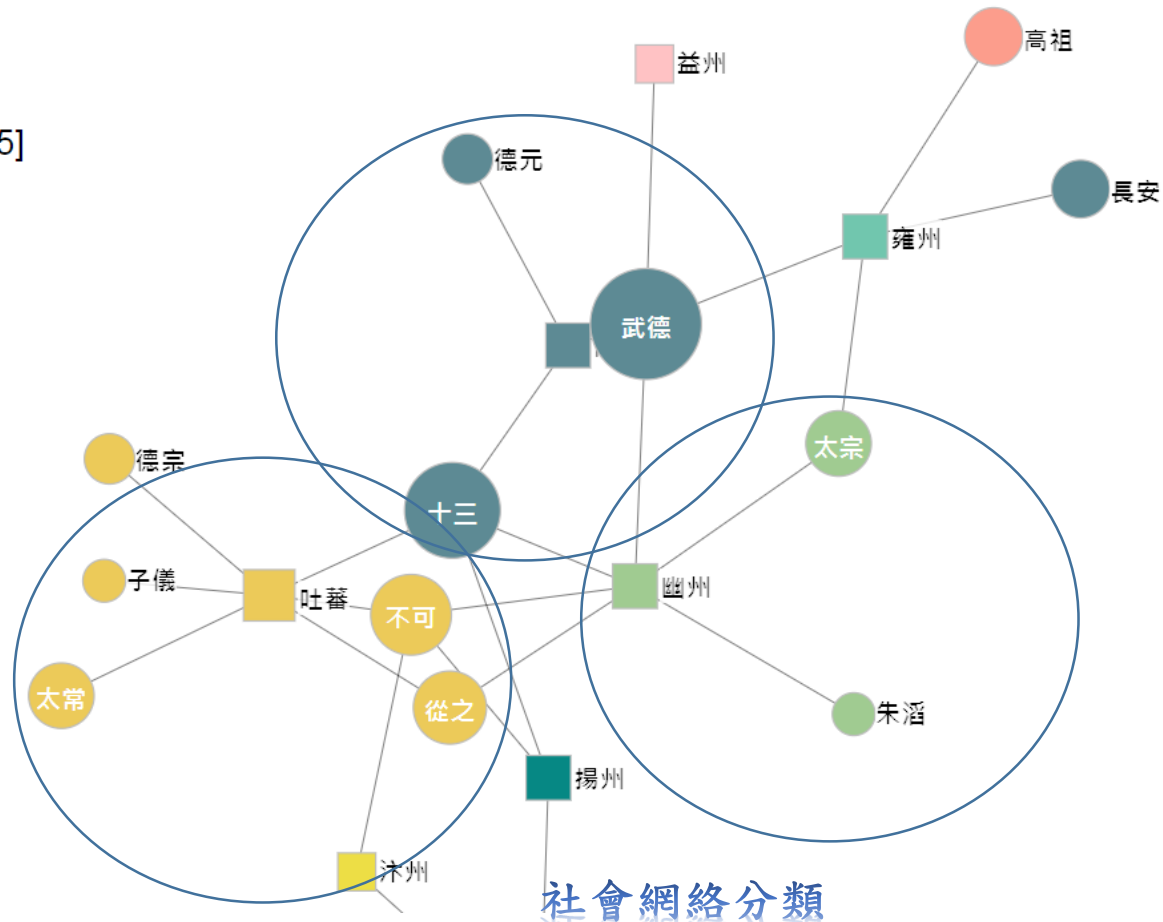 高祖
益州
5]
德元
長安
雍州
武德
太宗
德宗
十三
子儀
吐蕃
幽州
不可
太常
從之
朱滔
揚州
汴州
社會網絡分類